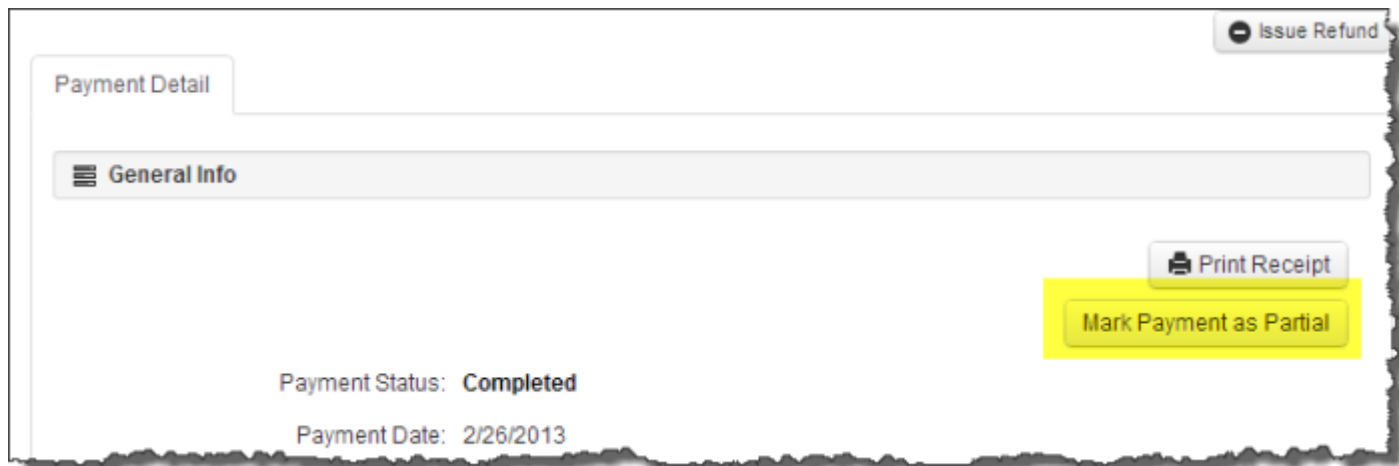 Issue Refund
Payment Detail
General Info
Print Receipt
Mark Payment as Partial
Payment Status: Completed
Payment Date: 2/26/2013